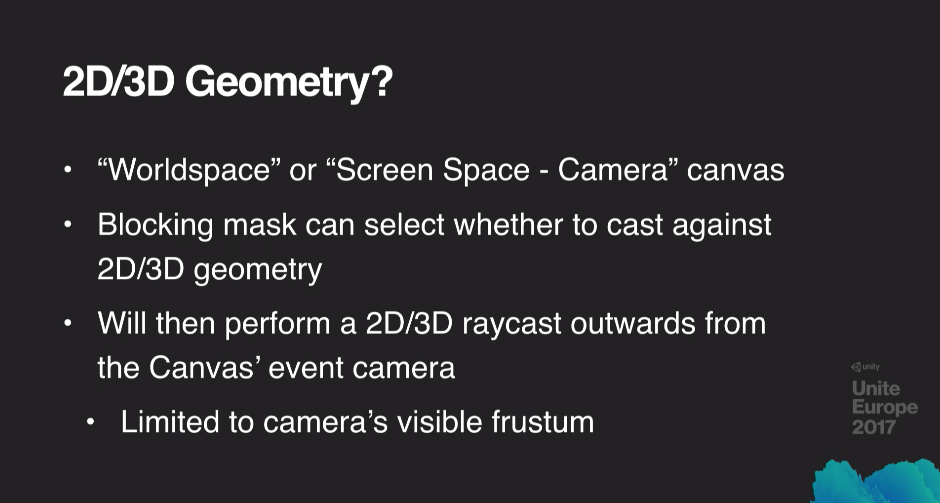 2D/3D Geometry?
• “Worldspace” or “Screen Space - Camera” canvas
• Blocking mask can select whether to cast against
2D/3D geometry
• Will then perform a 2D/3D raycast outwards from
the Canvas’ event camera
• Limited to camera’s visible frustum
unity
Unite
Europe
2017